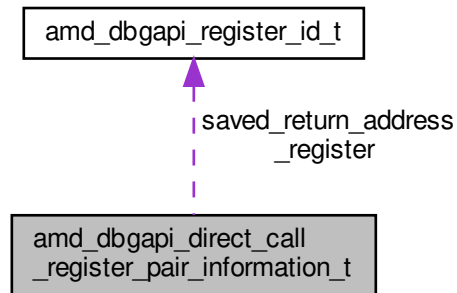 amd_dbgapi_register_id_t
saved_return_address
_register
amd_dbgapi_direct_call
_register_pair_information_t